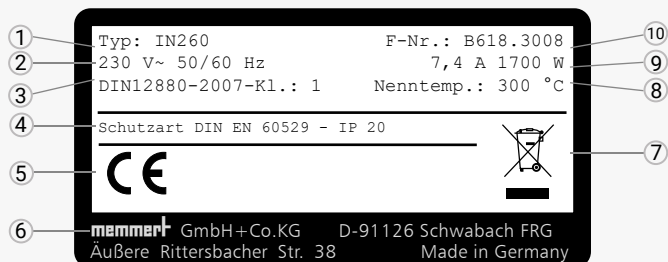 1 Typ: IN260 F-Nr.: B618.3008 10
2 230 V~ 50/60 Hz 7,4 A 1700 W 9
3 DIN12880-2007-Kl.: 1 Nenntemp.: 300 °C 8
4 Schutzart DIN EN 60529 - IP 20
5 CE 7
6 memmert GmbH+Co.KG D-91126 Schwabach FRG
Äußere Rittersbacher Str. 38 Made in Germany